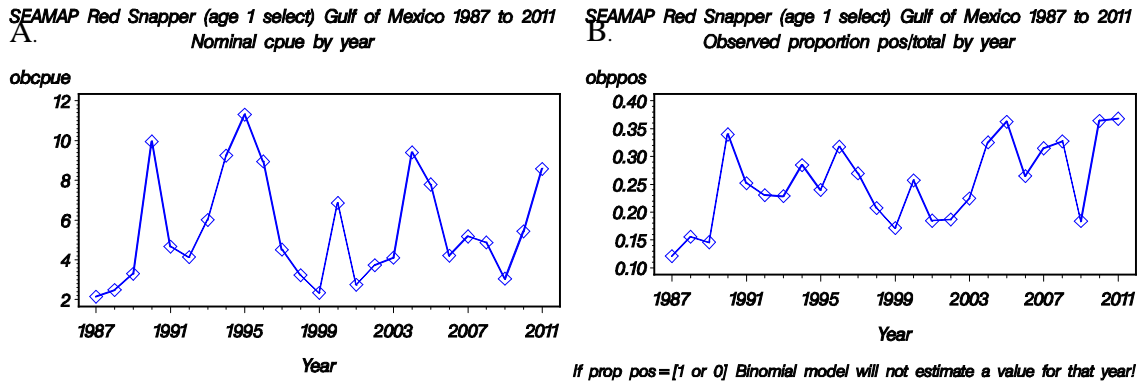 SEAMAP Red Snapper (age 1 select) Gulf of Mexico 1987 to 2011
A.
Nominal cpue by year
obcpue
12
10
8
6
4
2
1987 1991 1995 1999 2003 2007 2011
Year
SEAMAP Red Snapper (age 1 select) Gulf of Mexico 1987 to 2011
B.
Observed proportion pos/total by year
obppos
0.40
0.35
0.30
0.25
0.20
0.15
0.10
1987 1991 1995 1999 2003 2007 2011
Year
If prop pos=[1 or 0] Binomial model will not estimate a value for that year!